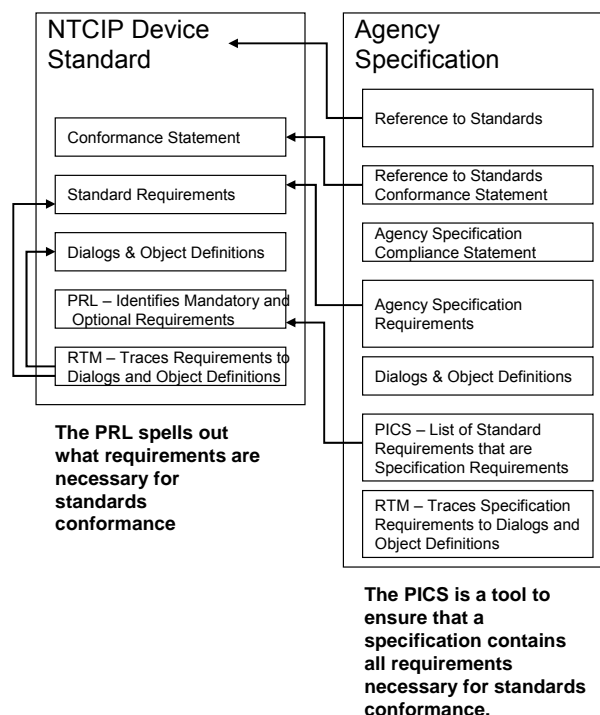 NTCIP Device
Standard
Conformance Statement
Standard Requirements
Dialogs & Object Definitions
PRL – Identifies Mandatory and
Optional Requirements
RTM – Traces Requirements to
Dialogs and Object Definitions
The PRL spells out
what requirements are
necessary for
standards
conformance
Agency
Specification
Reference to Standards
Reference to Standards
Conformance Statement
Agency Specification
Compliance Statement
Agency Specification
Requirements
Dialogs & Object Definitions
PICS – List of Standard
Requirements that are
Specification Requirements
RTM – Traces Specification
Requirements to Dialogs and
Object Definitions
The PICS is a tool to
ensure that a
specification contains
all requirements
necessary for standards
conformance.